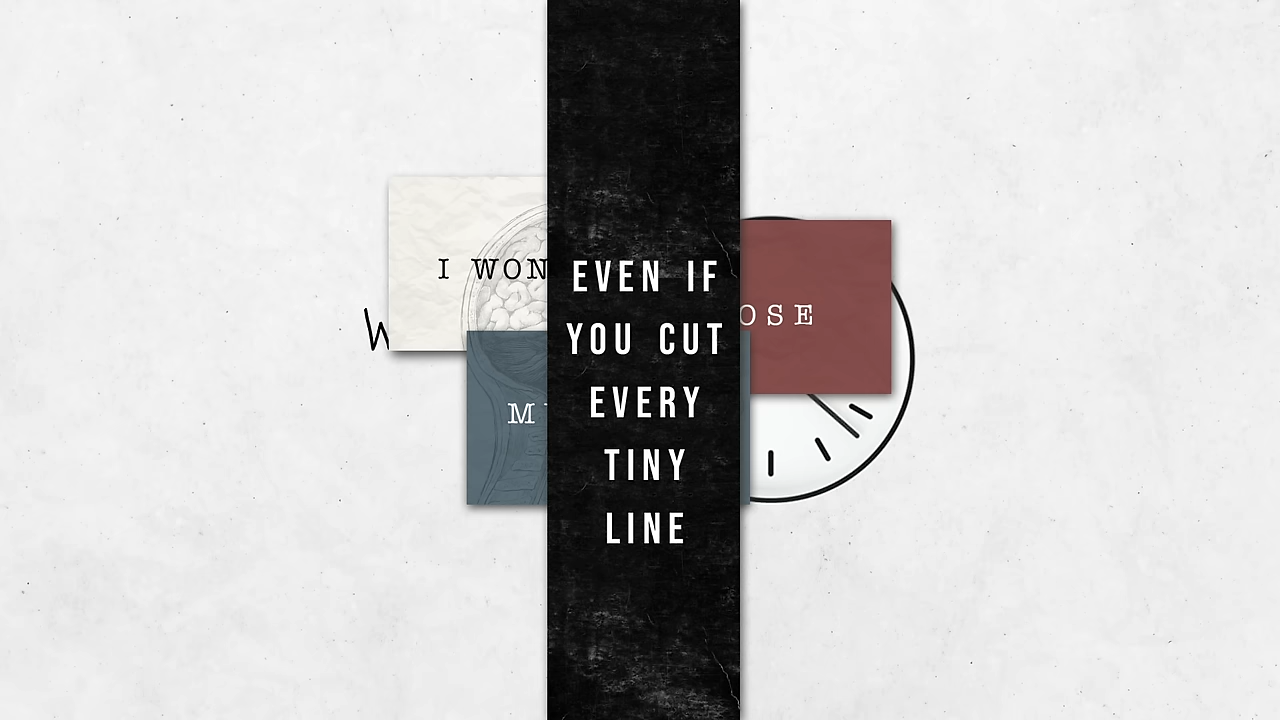 I WON
EVEN IF
YOU CUT
EVERY
TINY
LINE
OSE
W
M